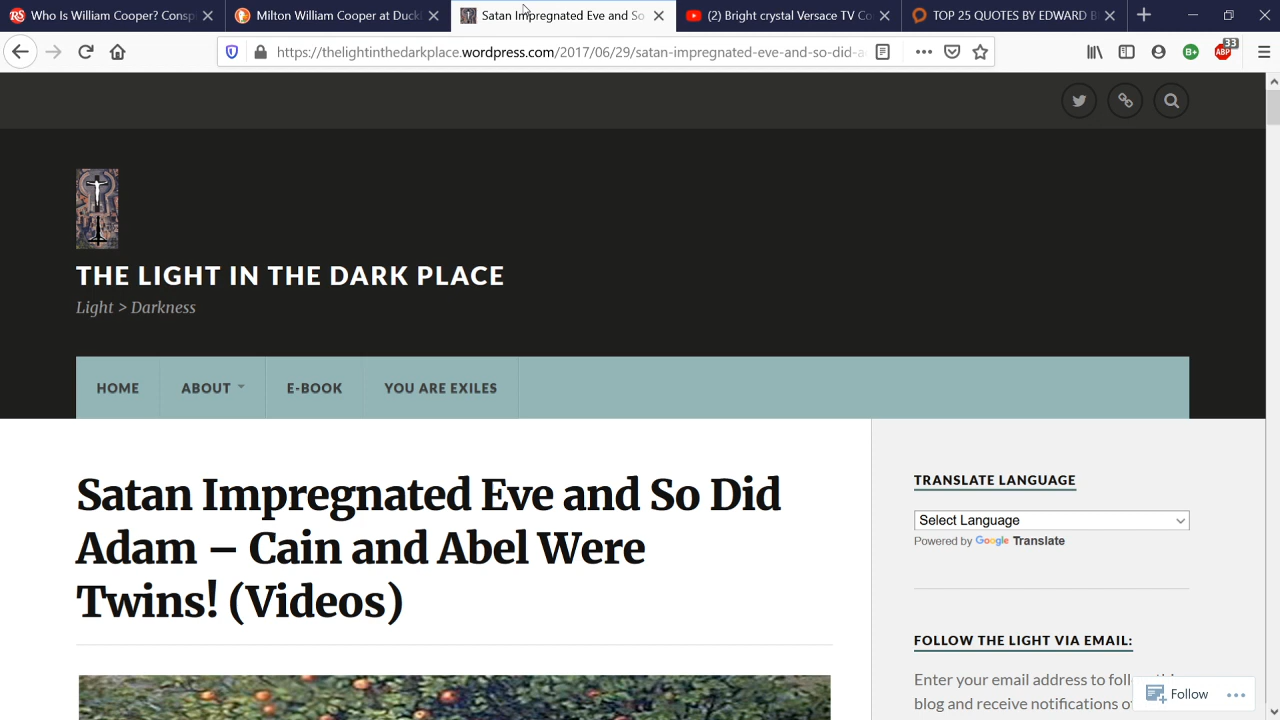 Who Is William Cooper? Consp
Milton William Cooper at Duckl
Satan Impregnated Eve and So
(2) Bright crystal Versace TV Co
TOP 25 QUOTES BY EDWARD B
https://thelightinthedarkplace.wordpress.com/2017/06/29/satan-impregnated-eve-and-so-did-a
33
ABP
THE LIGHT IN THE DARK PLACE
Light > Darkness
HOME
ABOUT
E-BOOK
YOU ARE EXILES
Satan Impregnated Eve and So Did
Adam – Cain and Abel Were
Twins! (Videos)
TRANSLATE LANGUAGE
Select Language
Powered by Google Translate
FOLLOW THE LIGHT VIA EMAIL:
Enter your email address to foll
blog and receive notifications o
Follow